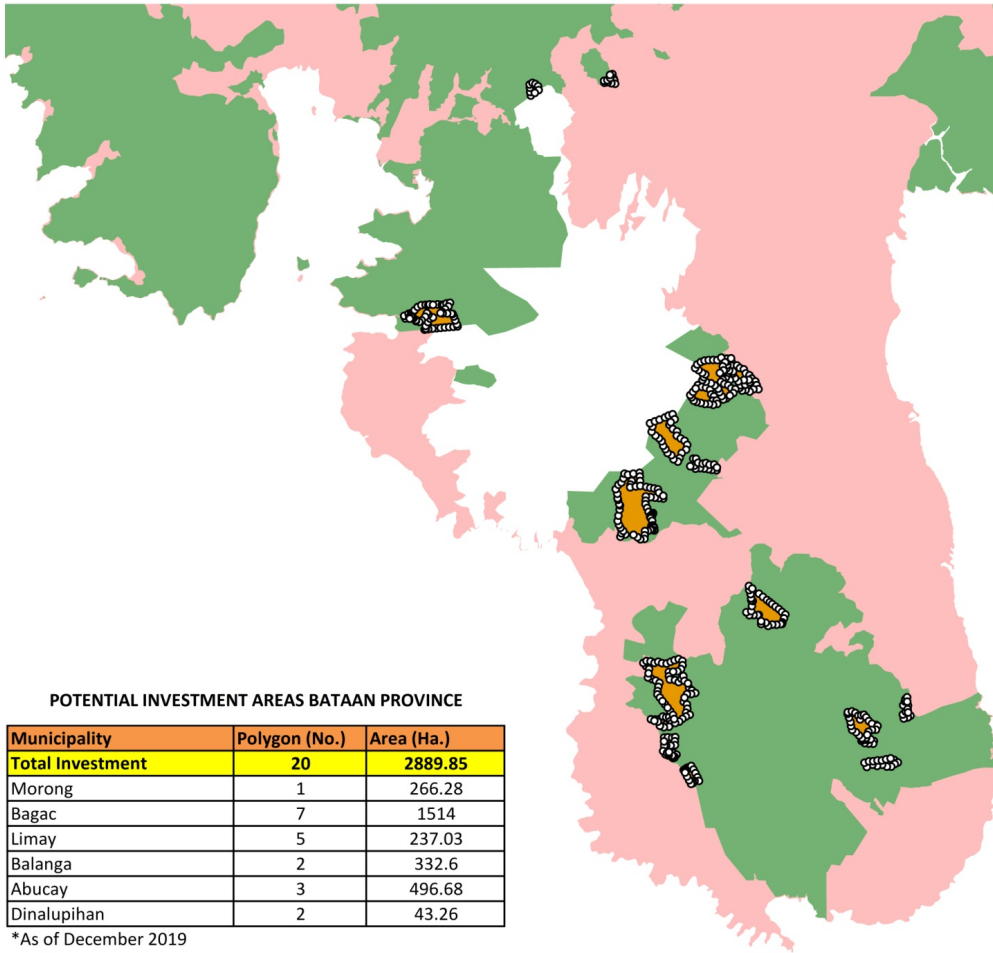 POTENTIAL INVESTMENT AREAS BATAAN PROVINCE
Municipality Polygon (No.) Area (Ha.)
Total Investment 20 2889.85
Morong 1 266.28
Bagac 7 1514
Limay 5 237.03
Balanga 2 332.6
Abucay 3 496.68
Dinalupihan 2 43.26
*As of December 2019